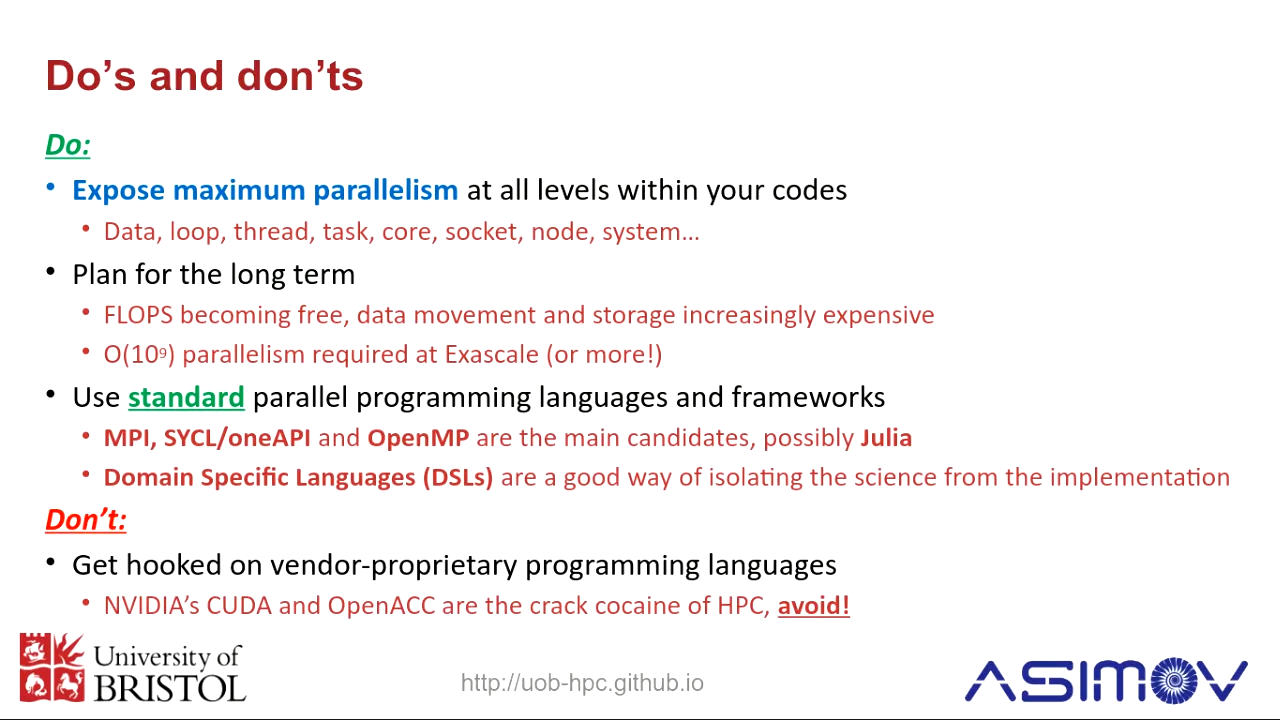 Do’s and don’ts
Do:
• Expose maximum parallelism at all levels within your codes
• Data, loop, thread, task, core, socket, node, system…
• Plan for the long term
• FLOPS becoming free, data movement and storage increasingly expensive
• O(10⁹) parallelism required at Exascale (or more!)
• Use standard parallel programming languages and frameworks
• MPI, SYCL/oneAPI and OpenMP are the main candidates, possibly Julia
• Domain Specific Languages (DSLs) are a good way of isolating the science from the implementation
Don’t:
• Get hooked on vendor-proprietary programming languages
• NVIDIA’s CUDA and OpenACC are the crack cocaine of HPC, avoid!
University of
BRISTOL
http://uob-hpc.github.io
ASIMOV